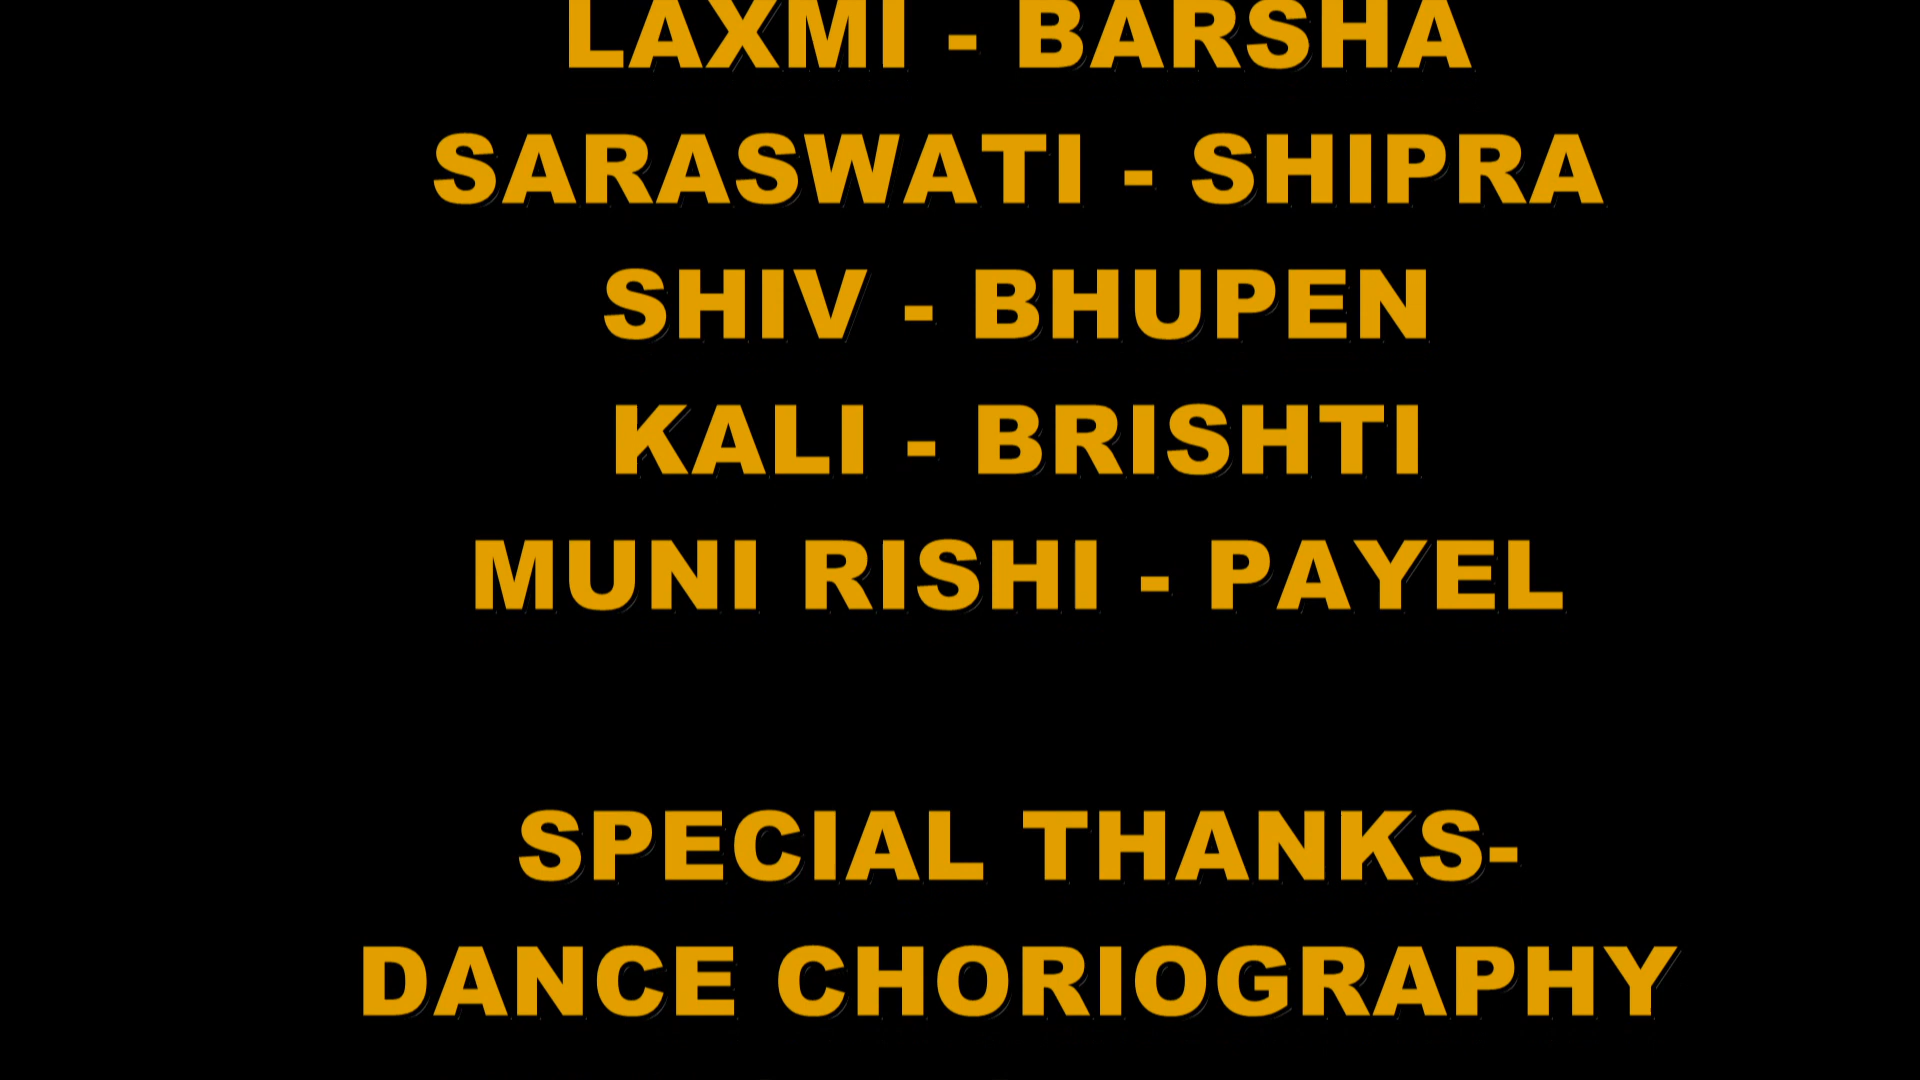 LAXMI - BARSHA
SARASWATI - SHIPRA
SHIV - BHUPEN
KALI - BRISHTI
MUNI RISHI - PAYEL
SPECIAL THANKS-
DANCE CHORIOGRAPHY